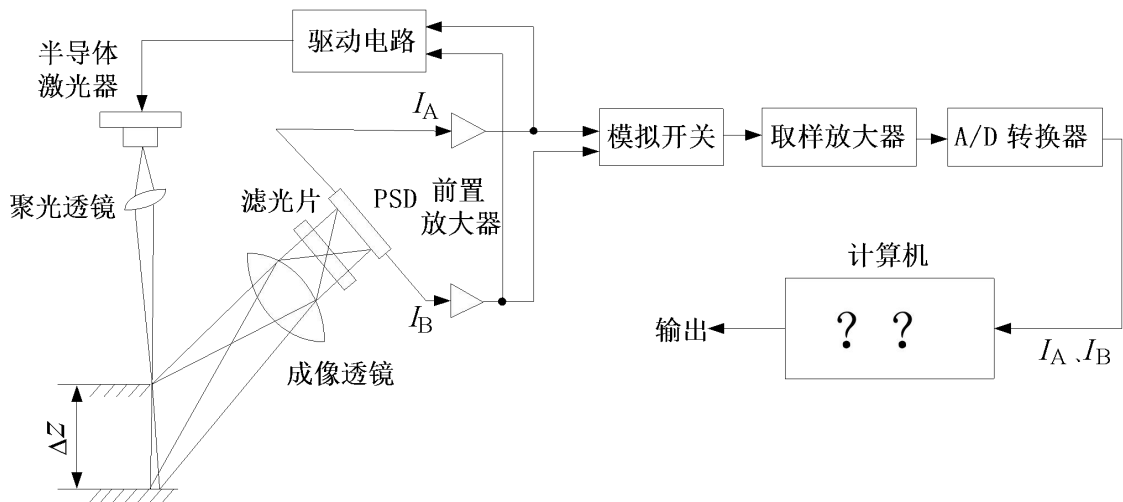 驱动电路
半导体
激光器
I_A
模拟开关
取样放大器
A/D 转换器
聚光透镜
滤光片
PSD
前置
放大器
计算机
I_B
？？
输出
成像透镜
I_A、I_B
ΔZ